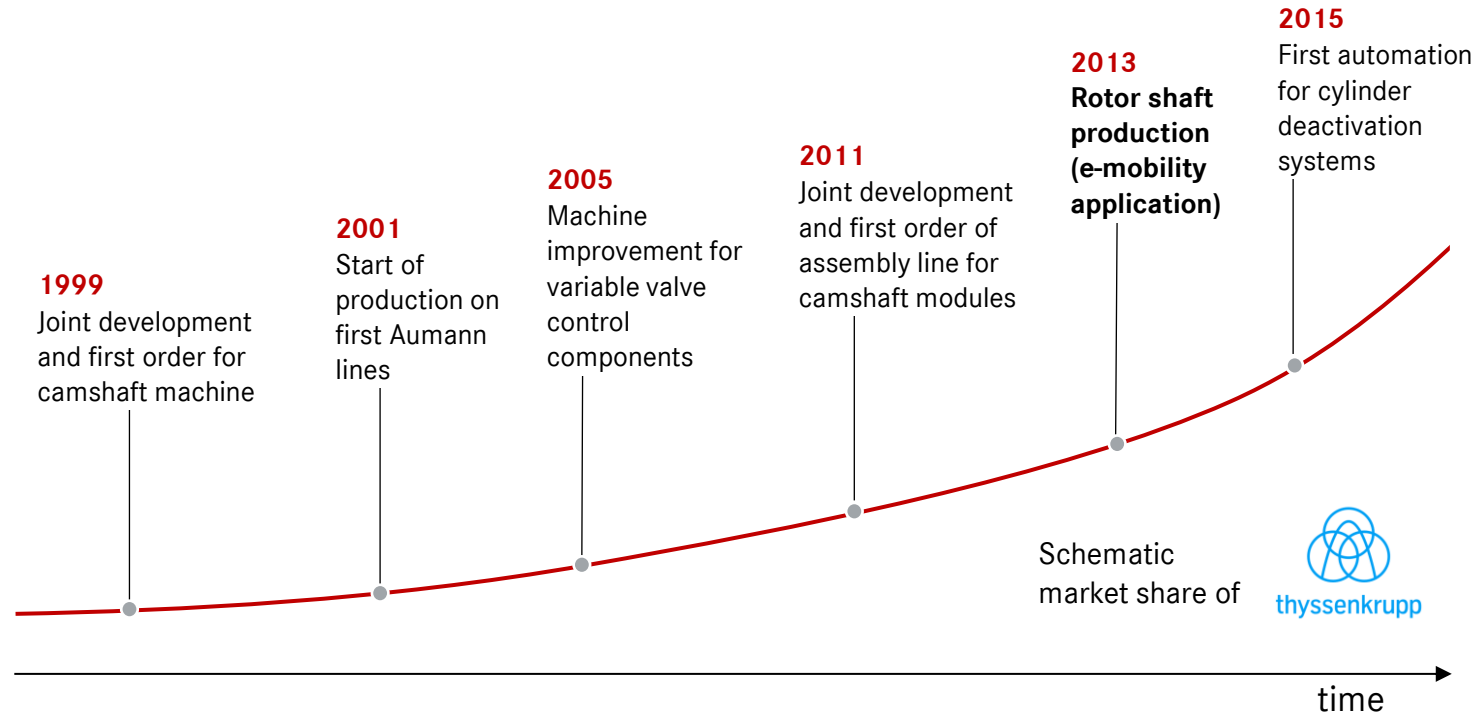 1999
Joint development
and first order for
camshaft machine
2001
Start of
production on
first Aumann
lines
2005
Machine
improvement for
variable valve
control
components
2011
Joint development
and first order of
assembly line for
camshaft modules
2013
Rotor shaft
production
(e-mobility
application)
2015
First automation
for cylinder
deactivation
systems
Schematic
market share of
thyssenkrupp
time